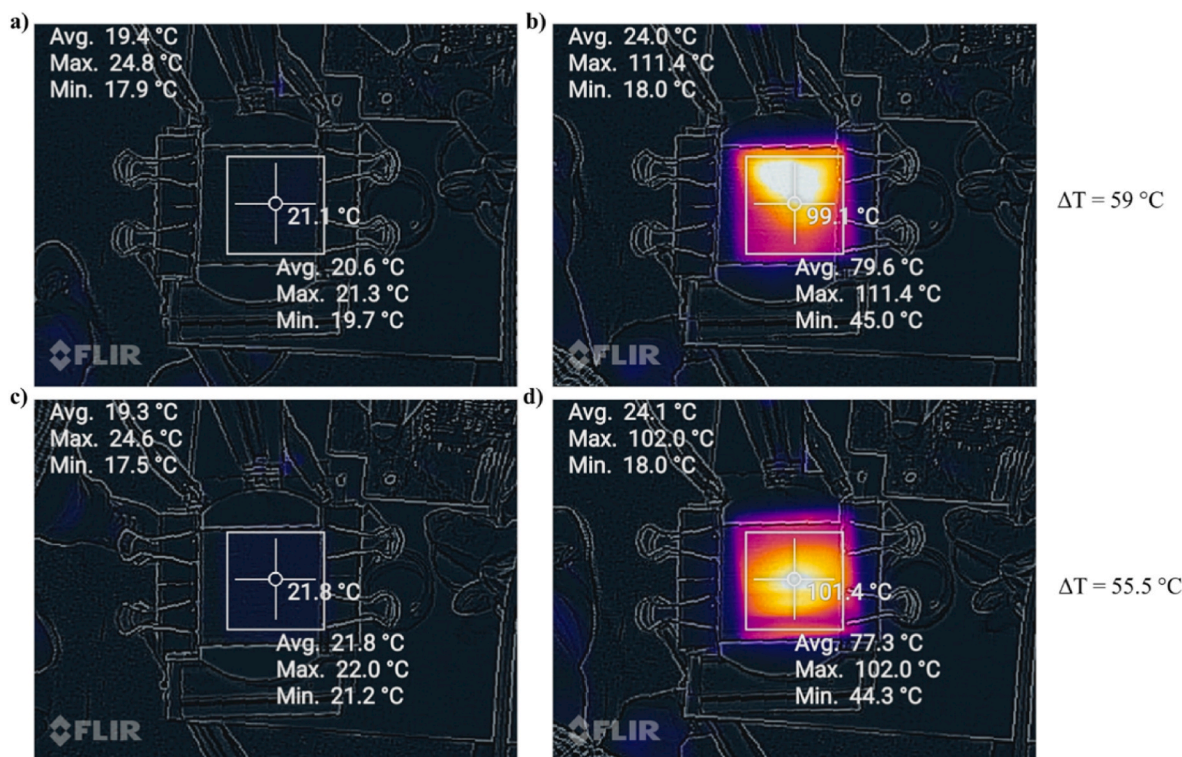 a)
Avg. 19.4 °C
Max. 24.8 °C
Min. 17.9 °C
21.1 °C
Avg. 20.6 °C
Max. 21.3 °C
Min. 19.7 °C
FLIR
b)
Avg. 24.0 °C
Max. 111.4 °C
Min. 18.0 °C
99.1 °C
Avg. 79.6 °C
Max. 111.4 °C
Min. 45.0 °C
FLIR
ΔT = 59 °C
c)
Avg. 19.3 °C
Max. 24.6 °C
Min. 17.5 °C
21.8 °C
Avg. 21.8 °C
Max. 22.0 °C
Min. 21.2 °C
FLIR
d)
Avg. 24.1 °C
Max. 102.0 °C
Min. 18.0 °C
101.4 °C
Avg. 77.3 °C
Max. 102.0 °C
Min. 44.3 °C
FLIR
ΔT = 55.5 °C